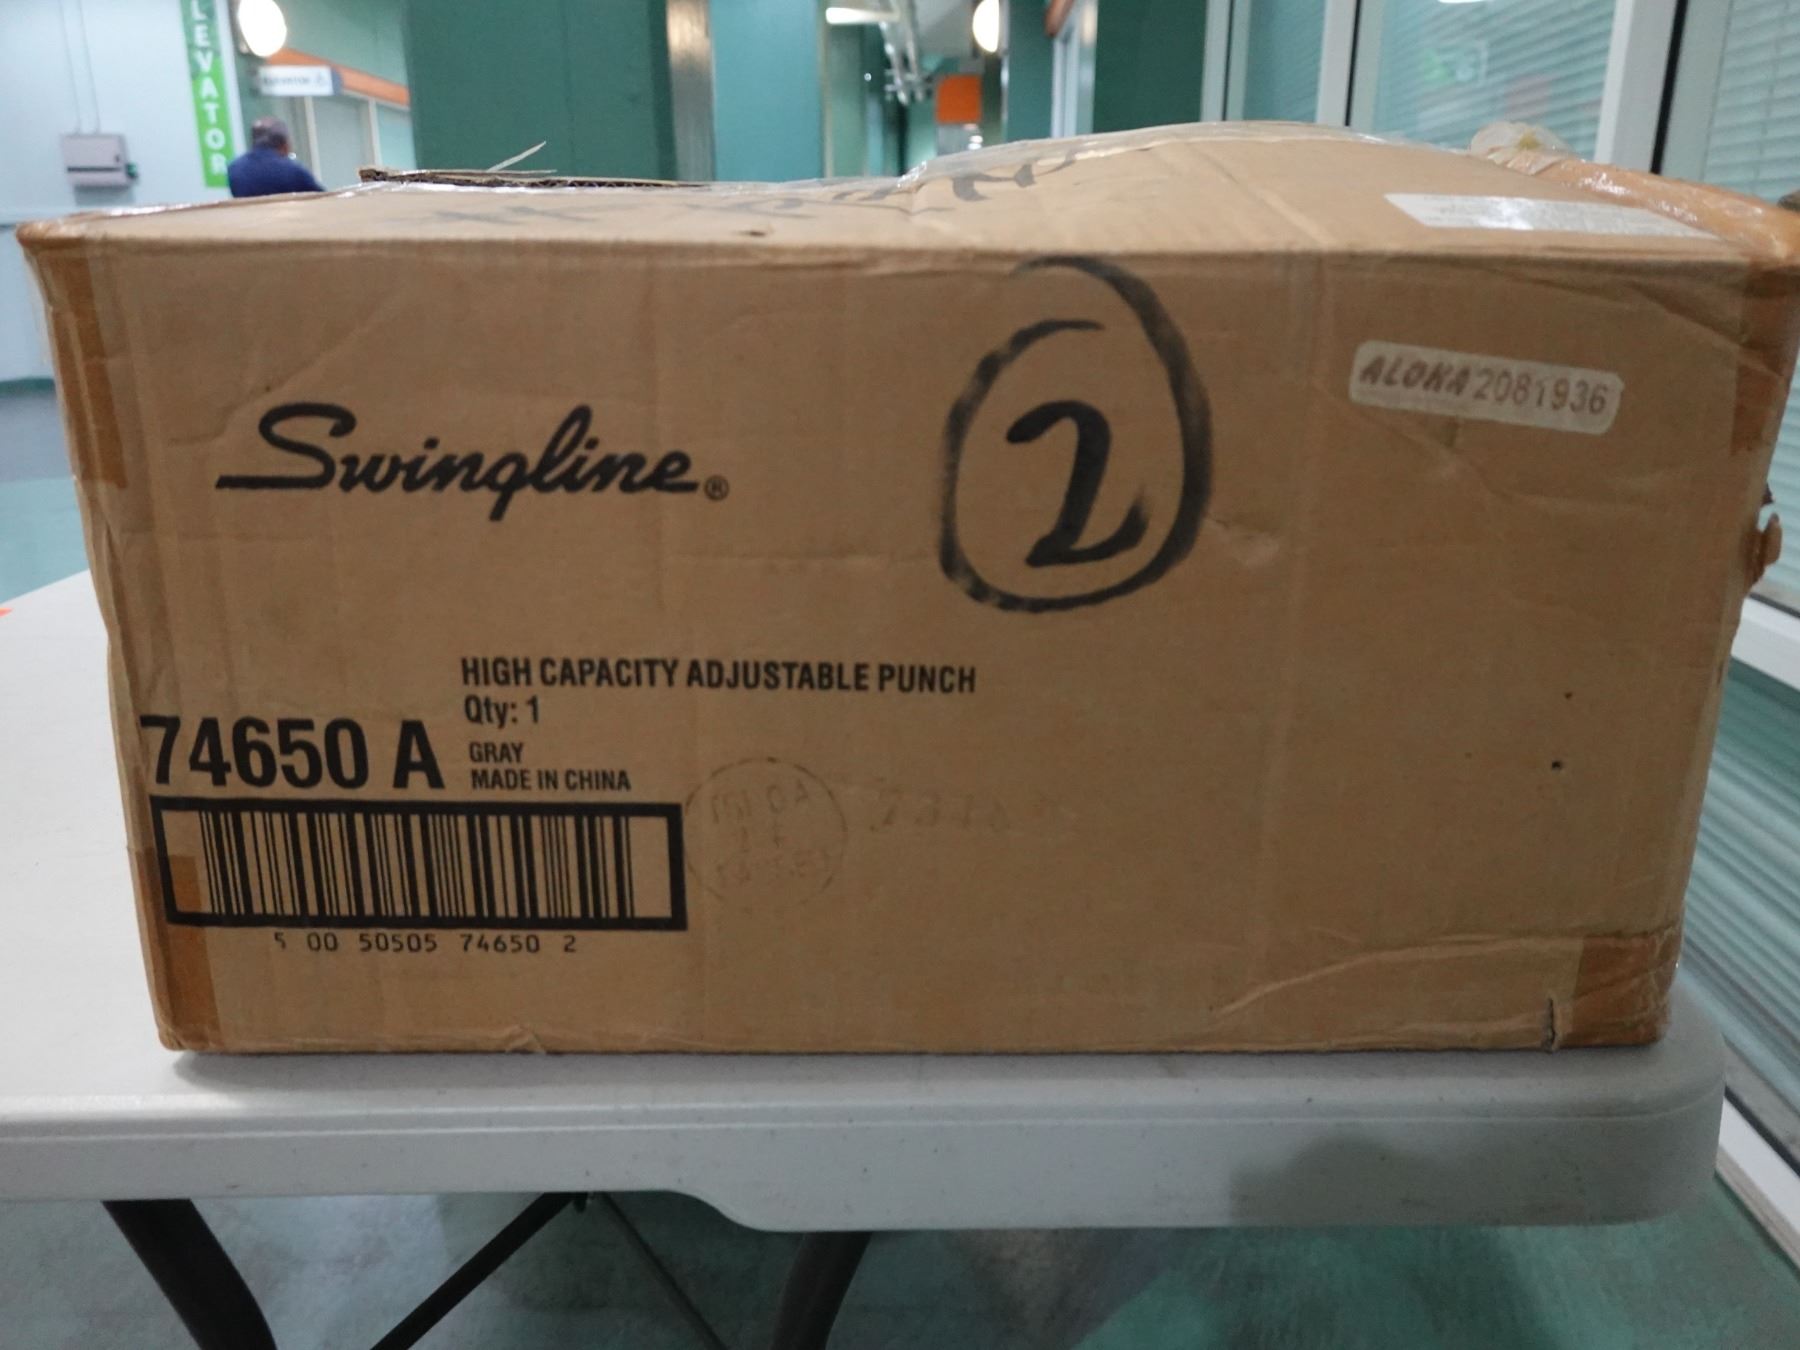 ELEVATOR
Swingline®
2
ALOKA 2081936
HIGH CAPACITY ADJUSTABLE PUNCH
Qty: 1
74650 A
GRAY
MADE IN CHINA
5 00 50505 74650 2